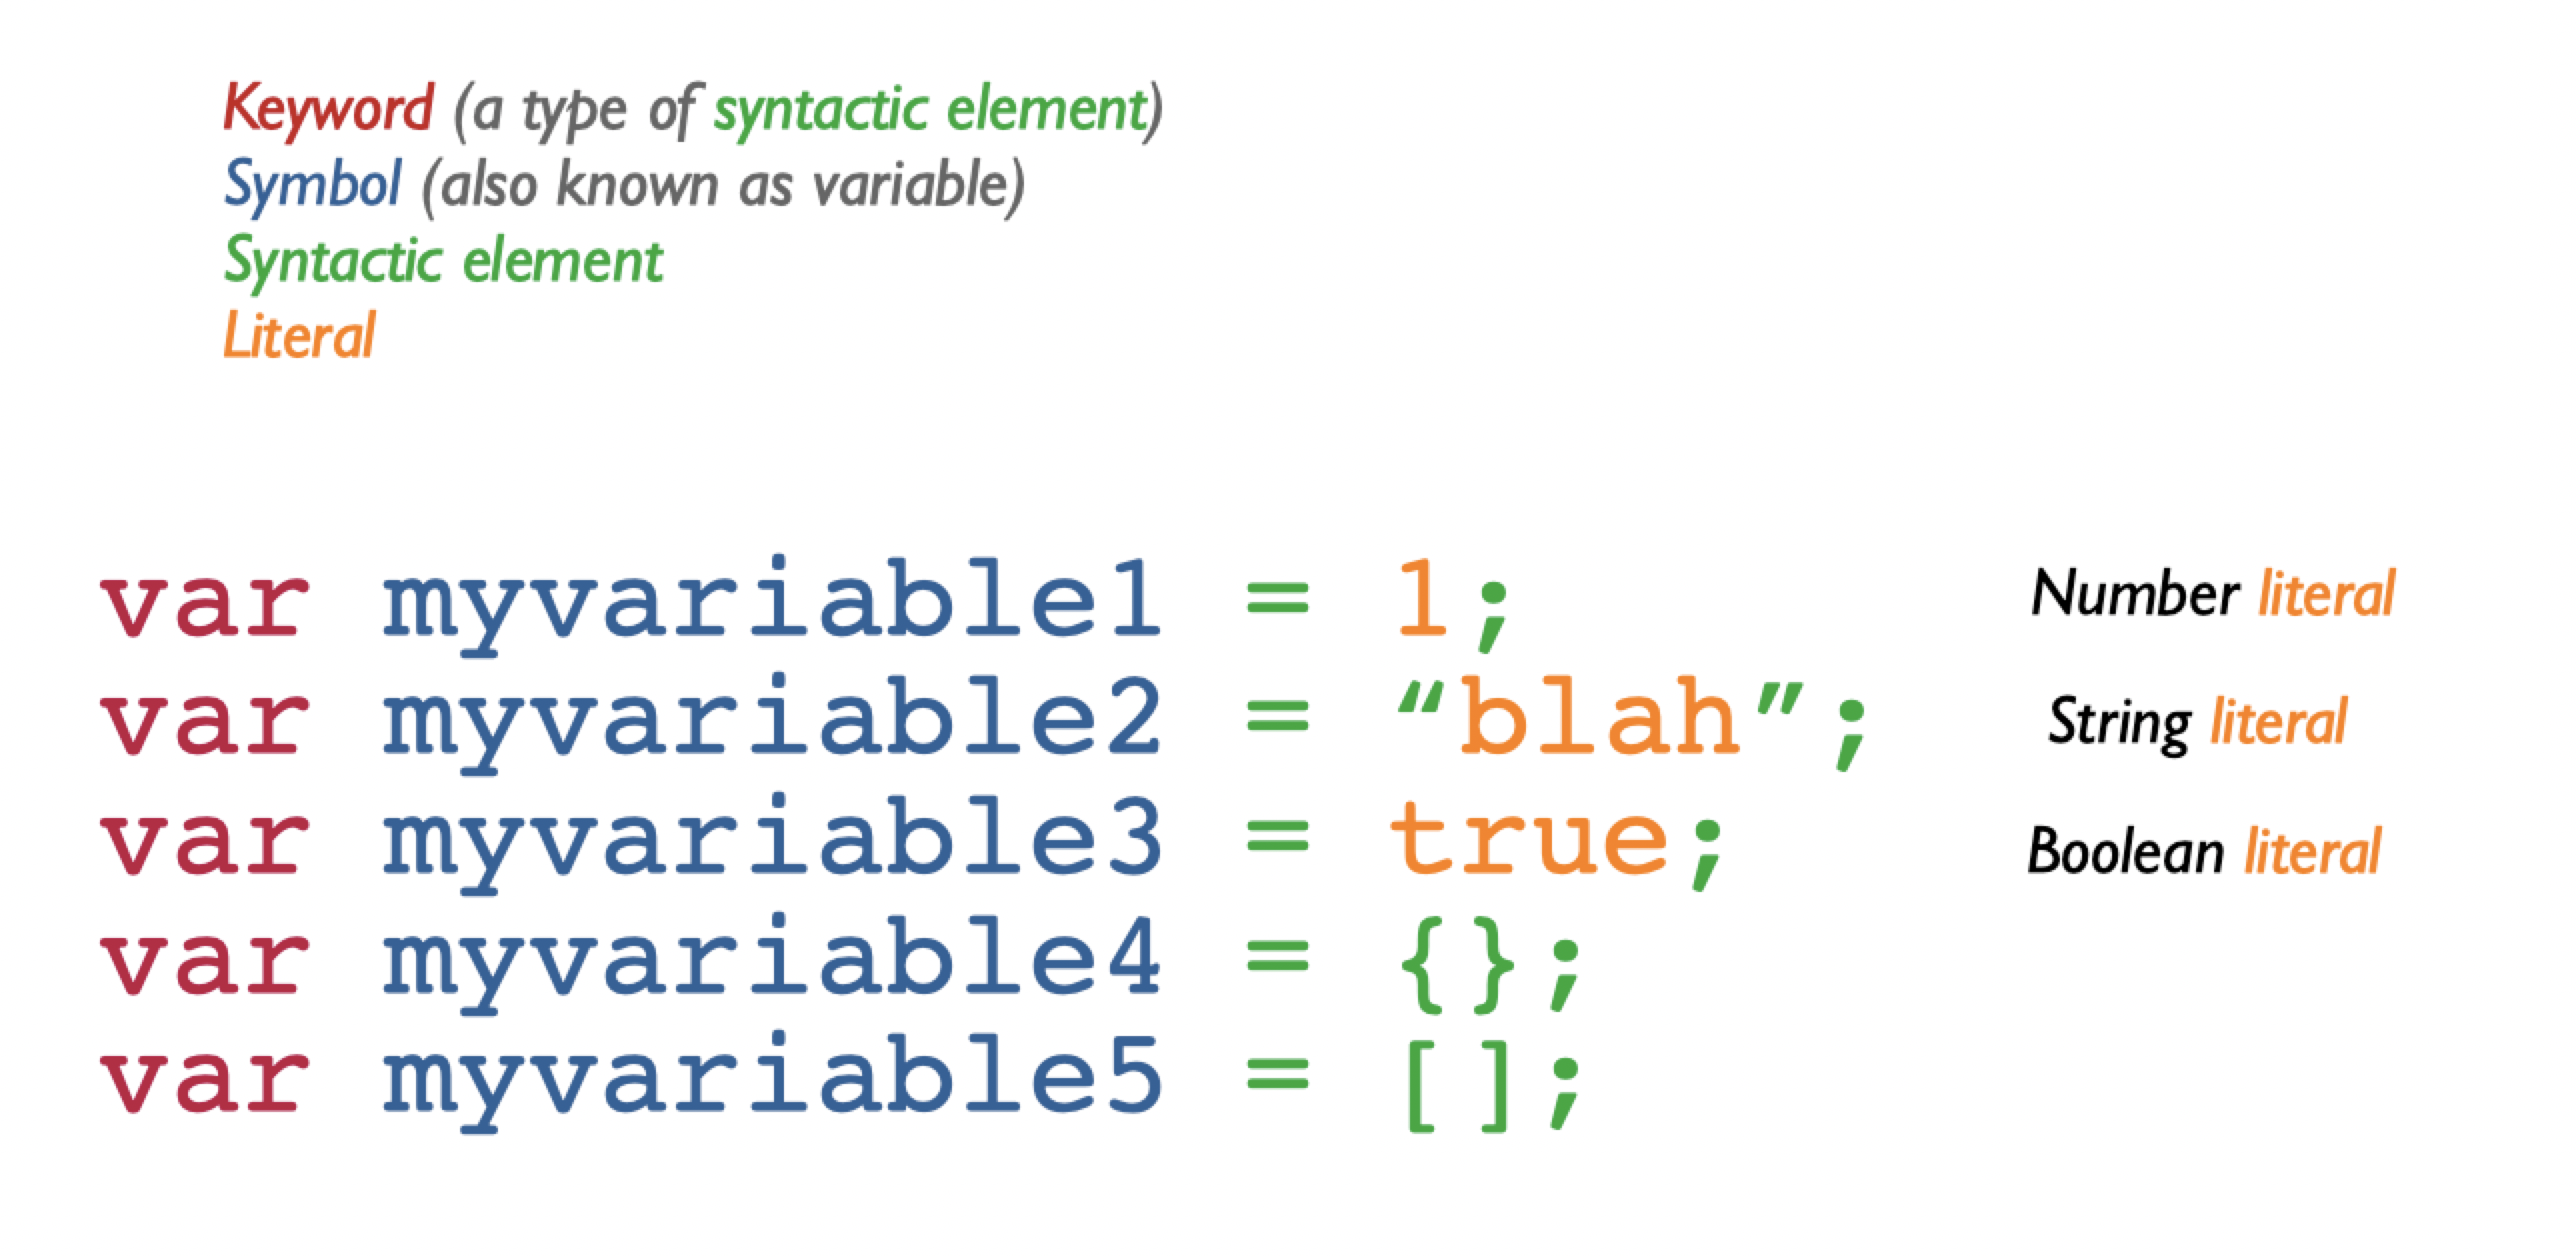 Keyword (a type of syntactic element)
Symbol (also known as variable)
Syntactic element
Literal
var myvariable1 = 1; Number literal
var myvariable2 = “blah”; String literal
var myvariable3 = true; Boolean literal
var myvariable4 = {};
var myvariable5 = [];